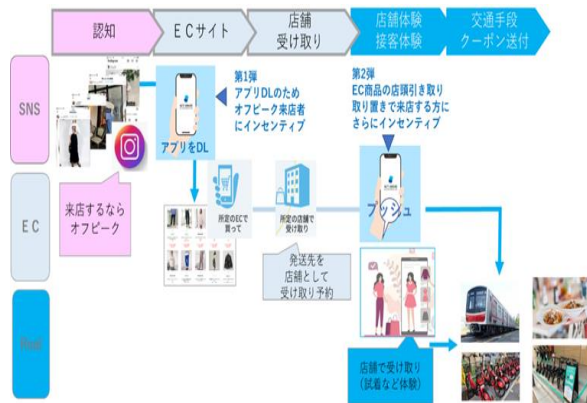 認知
ECサイト
店舗
受け取り
店舗体験
接客体験
交通手段
クーポン送付
SNS
アプリをDL
第1弾
アプリDLのため
オフピーク来店者
にインセンティブ
第2弾
EC商品の店頭引き取り
取り置きで来店する方に
さらにインセンティブ
EC
来店するなら
オフピーク
所定のECで
買って
所定の店舗で
受け取り
プッシュ
発送先を
店舗として
受け取り予約
店舗で受け取り
(試着など体験)